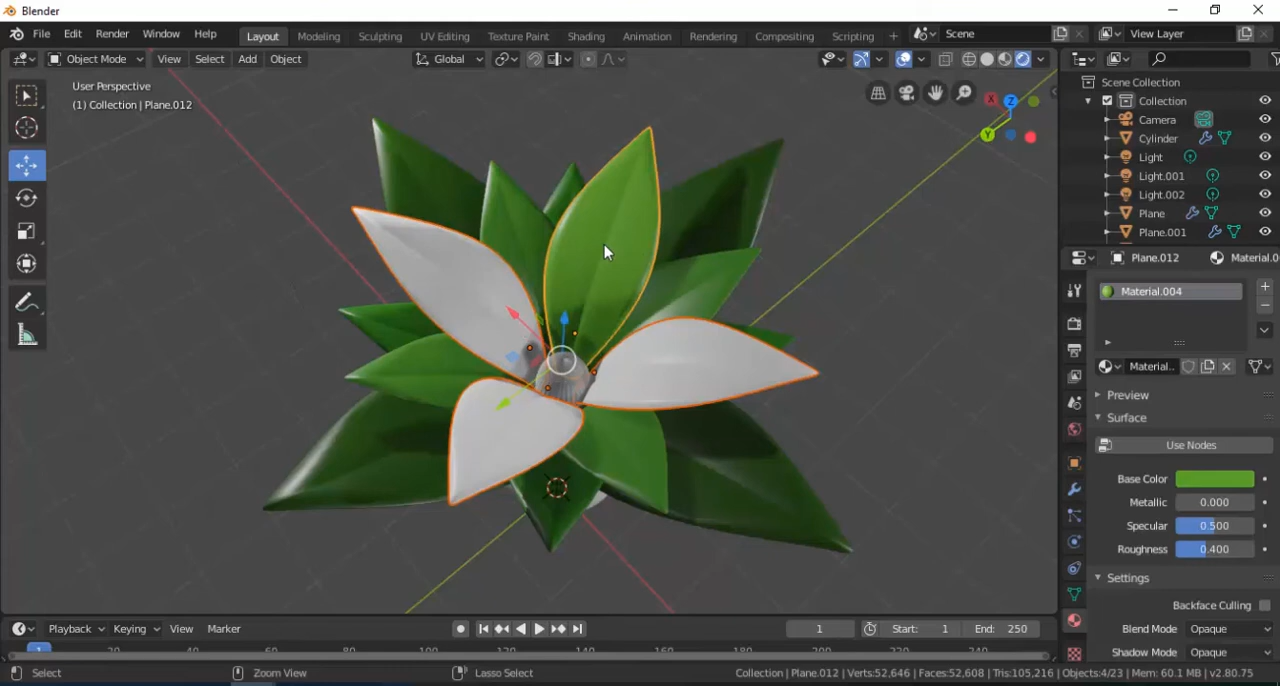 Blender
File Edit Render Window Help Layout Modeling Sculpting UV Editing Texture Paint Shading Animation Rendering Compositing Scripting + Scene View Layer
Object Mode View Select Add Object Global
User Perspective
(1) Collection | Plane.012
X
Z
Y
Scene Collection
Collection
Camera
Cylinder
Light
Light.001
Light.002
Plane
Plane.001
Plane.012 Material.0
Material.004
Material..
Preview
Surface
Use Nodes
Base Color
Metallic 0.000
Specular 0.500
Roughness 0.400
Settings
Backface Culling
Blend Mode Opaque
Shadow Mode Opaque
Playback Keying View Marker 1 Start: 1 End: 250
1 20
Select Zoom View Lasso Select Collection | Plane.012 | Verts:52,646 | Faces:52,608 | Tris:105,216 | Objects:4/23 | Mem: 60.1 MB | v2.80.75